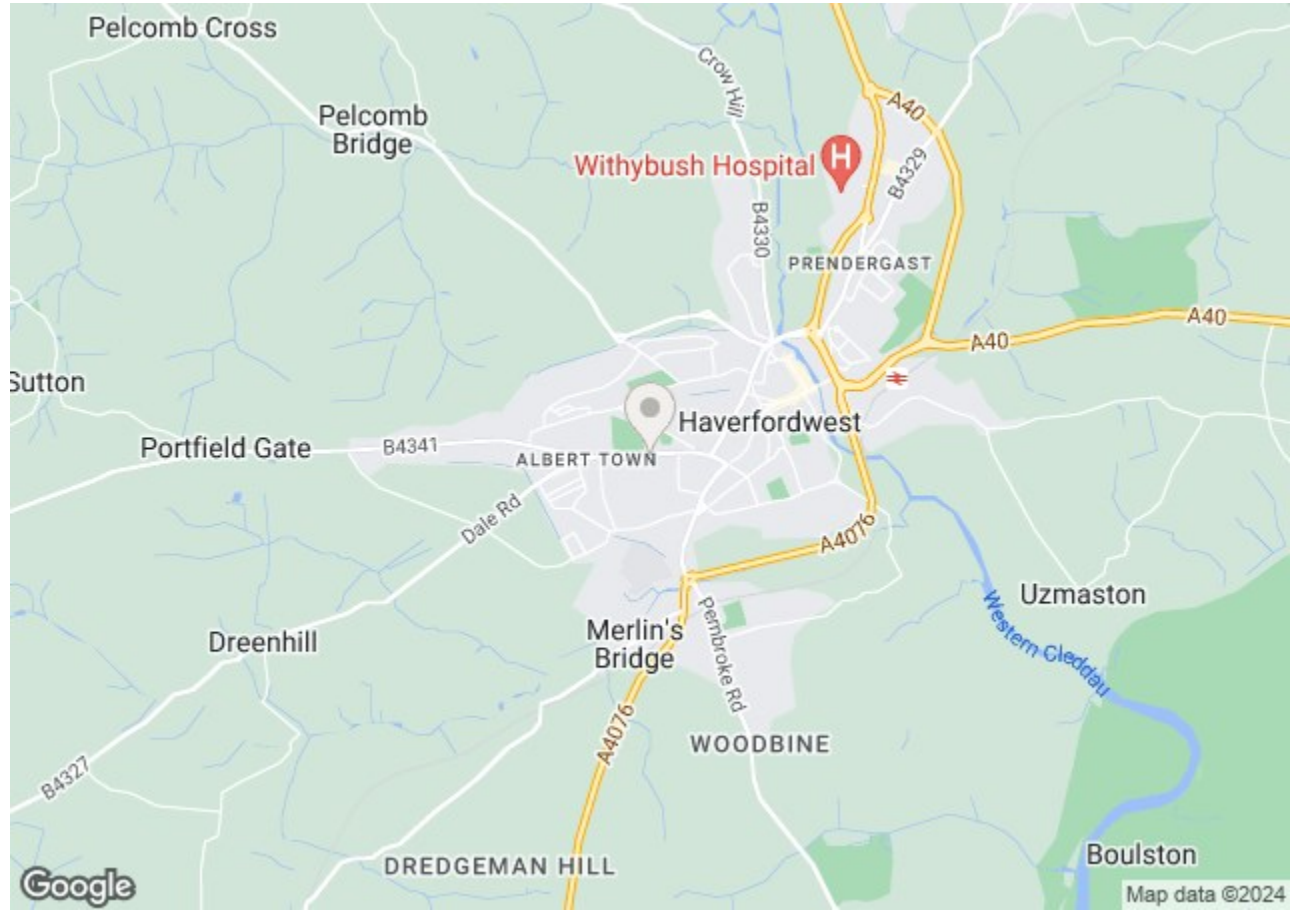 Pelcomb Cross
Crow Hill
Pelcomb
Bridge
A40
Withybush Hospital
H
B4329
B4330
PRENDERGAST
A40
A40
Sutton
Haverfordwest
Portfield Gate
B4341
ALBERT TOWN
Dale Rd
A4076
Uzmaston
Western Cleddau
Merlin's
Bridge
Pembroke Rd
Dreenhill
A4076
WOODBINE
B4327
DREDGEMAN HILL
Boulston
Google
Map data ©2024